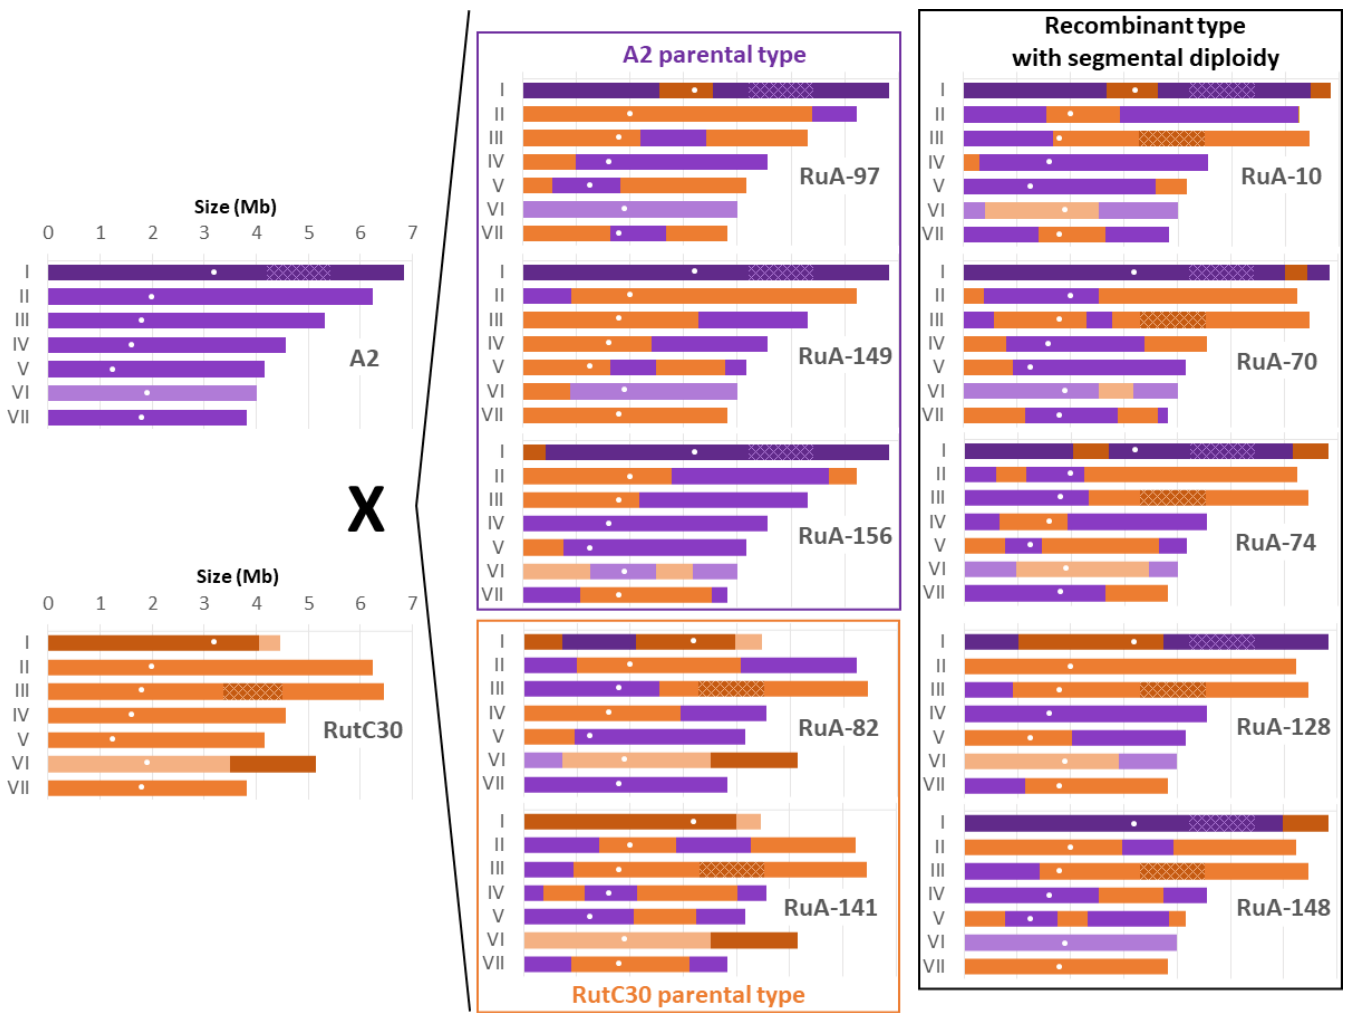 Size (Mb)
0 1 2 3 4 5 6 7
I
II
III
IV
V
VI
VII
A2
X
Size (Mb)
0 1 2 3 4 5 6 7
I
II
III
IV
V
VI
VII
RutC30
A2 parental type
I
II
III
IV
V
VI
VII
RuA-97
I
II
III
IV
V
VI
VII
RuA-149
I
II
III
IV
V
VI
VII
RuA-156
I
II
III
IV
V
VI
VII
RuA-82
I
II
III
IV
V
VI
VII
RuA-141
RutC30 parental type
Recombinant type
with segmental diploidy
I
II
III
IV
V
VI
VII
RuA-10
I
II
III
IV
V
VI
VII
RuA-70
I
II
III
IV
V
VI
VII
RuA-74
I
II
III
IV
V
VI
VII
RuA-128
I
II
III
IV
V
VI
VII
RuA-148